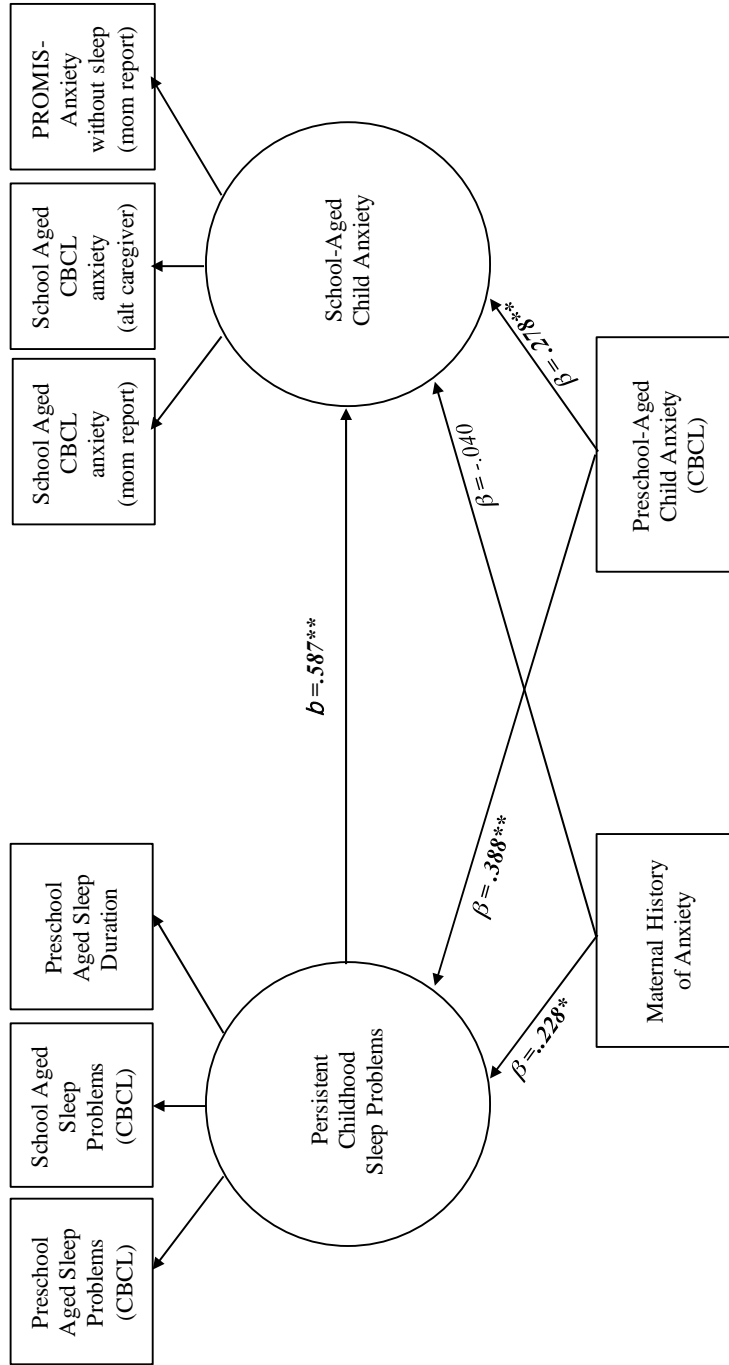 Preschool
Aged Sleep
Problems
(CBCL)
School Aged
Sleep
Problems
(CBCL)
Preschool
Aged Sleep
Duration
School Aged
CBCL
anxiety
(mom report)
School Aged
CBCL
anxiety
(alt caregiver)
PROMIS-
Anxiety
without sleep
(mom report)
Persistent
Childhood
Sleep Problems
b=.587**
School-Aged
Child Anxiety
β=..228*
β=.388**
β=-.040
β=.278**
Maternal History
of Anxiety
Preschool-Aged
Child Anxiety
(CBCL)